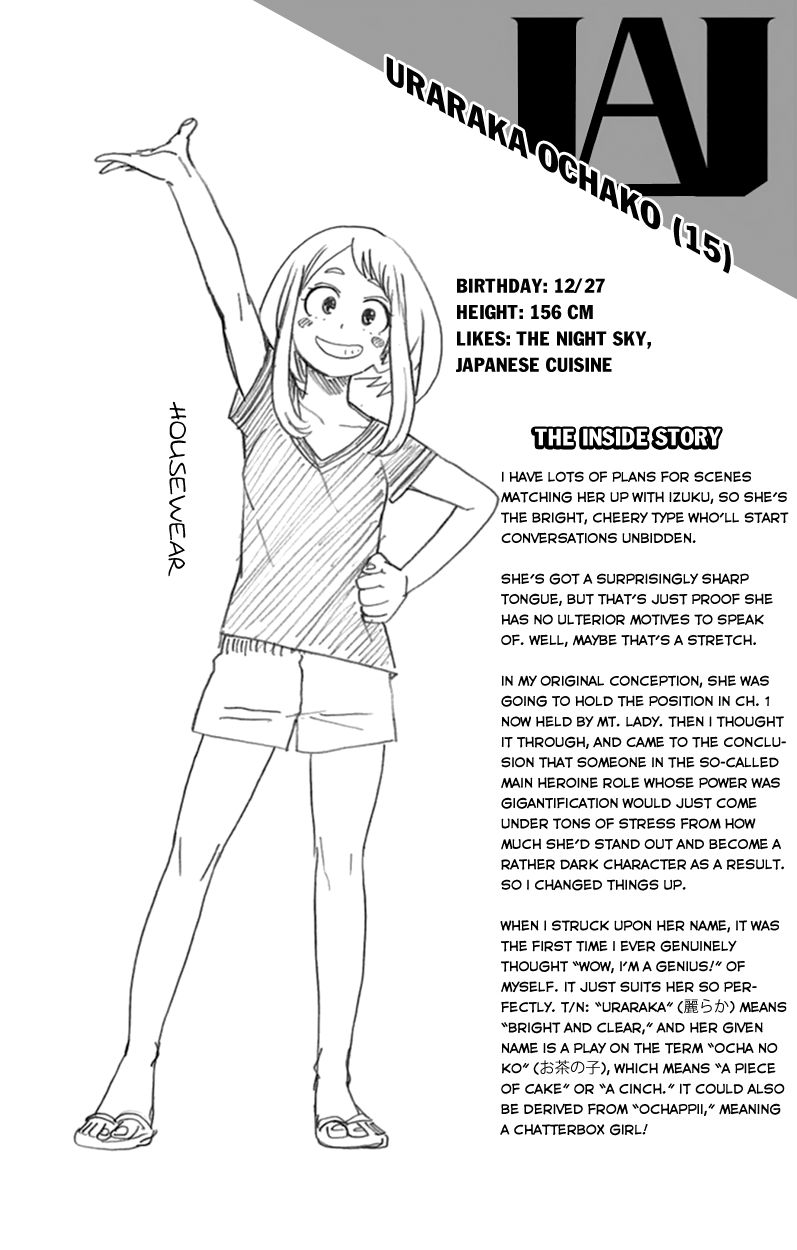 UA
URARAKA OCHAKO (15)
BIRTHDAY: 12/27
HEIGHT: 156 CM
LIKES: THE NIGHT SKY,
JAPANESE CUISINE
HOUSEWEAR
THE INSIDE STORY
I HAVE LOTS OF PLANS FOR SCENES
MATCHING HER UP WITH IZUKU, SO SHE'S
THE BRIGHT, CHEERY TYPE WHO'LL START
CONVERSATIONS UNBIDDEN.
SHE'S GOT A SURPRISINGLY SHARP
TONGUE, BUT THAT'S JUST PROOF SHE
HAS NO ULTERIOR MOTIVES TO SPEAK
OF. WELL, MAYBE THAT'S A STRETCH.
IN MY ORIGINAL CONCEPTION, SHE WAS
GOING TO HOLD THE POSITION IN CH. 1
NOW HELD BY MT. LADY. THEN I THOUGHT
IT THROUGH, AND CAME TO THE CONCLU-
SION THAT SOMEONE IN THE SO-CALLED
MAIN HEROINE ROLE WHOSE POWER WAS
GIGANTIFICATION WOULD JUST COME
UNDER TONS OF STRESS FROM HOW
MUCH SHE'D STAND OUT AND BECOME A
RATHER DARK CHARACTER AS A RESULT.
SO I CHANGED THINGS UP.
WHEN I STRUCK UPON HER NAME, IT WAS
THE FIRST TIME I EVER GENUINELY
THOUGHT "WOW, I'M A GENIUS!" OF
MYSELF. IT JUST SUITS HER SO PER-
FECTLY. T/N: "URARAKA" (麗らか) MEANS
"BRIGHT AND CLEAR," AND HER GIVEN
NAME IS A PLAY ON THE TERM "OCHA NO
KO" (お茶の子), WHICH MEANS "A PIECE
OF CAKE" OR "A CINCH." IT COULD ALSO
BE DERIVED FROM "OCHAPPII," MEANING
A CHATTERBOX GIRL!